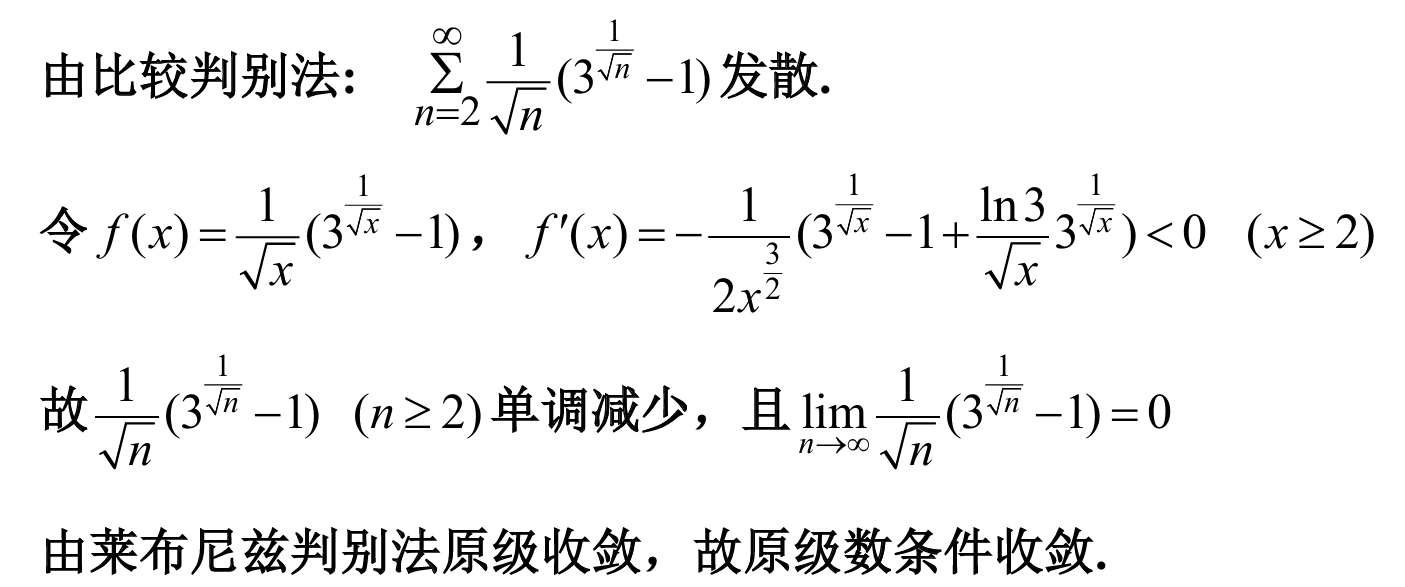 由比较判别法: $\sum_{n=2}^{\infty} \frac{1}{\sqrt{n}}(3^{\frac{1}{\sqrt{n}}}-1)$ 发散.
令 $f(x)=\frac{1}{\sqrt{x}}(3^{\frac{1}{\sqrt{x}}}-1)$， $f'(x)=-\frac{1}{2x^{\frac{3}{2}}}(3^{\frac{1}{\sqrt{x}}}-1+\frac{\ln 3}{\sqrt{x}}3^{\frac{1}{\sqrt{x}}})<0$ $(x\geq 2)$
故 $\frac{1}{\sqrt{n}}(3^{\frac{1}{\sqrt{n}}}-1)$ $(n\geq 2)$ 单调减少，且 $\lim_{n\to\infty}\frac{1}{\sqrt{n}}(3^{\frac{1}{\sqrt{n}}}-1)=0$
由莱布尼兹判别法原级收敛，故原级数条件收敛.